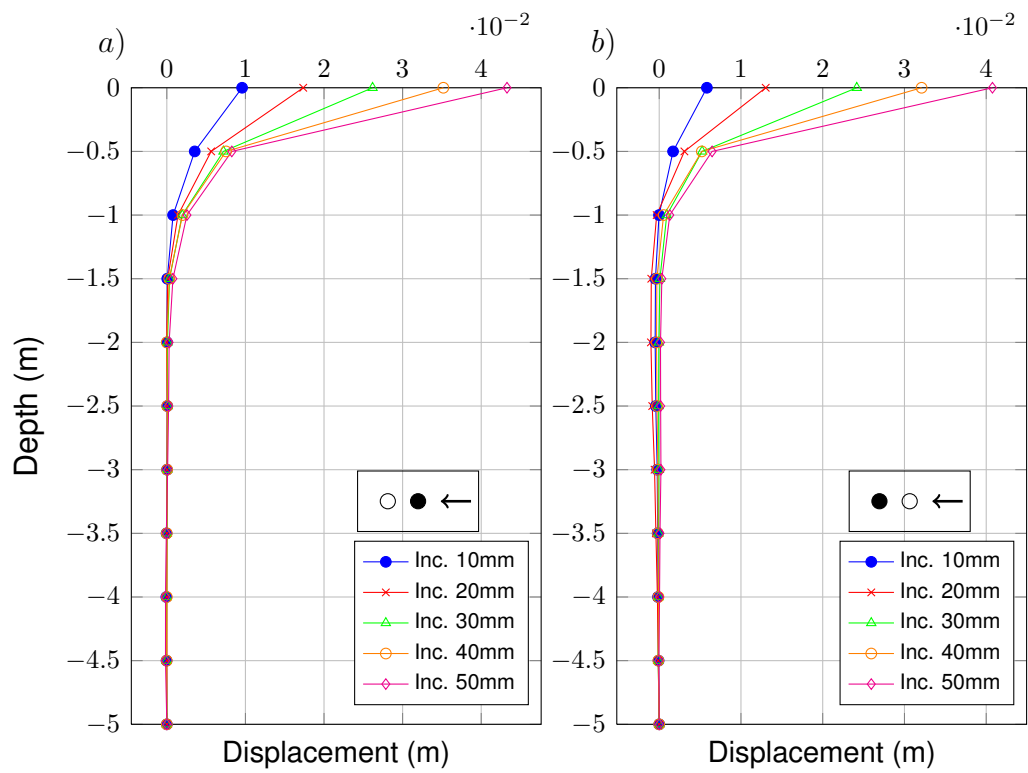 a)
·10⁻²
0 1 2 3 4
0
−0.5
−1
−1.5
−2
−2.5
−3
−3.5
−4
−4.5
−5
Depth (m)
Displacement (m)
Inc. 10mm
Inc. 20mm
Inc. 30mm
Inc. 40mm
Inc. 50mm
b)
·10⁻²
0 1 2 3 4
0
−0.5
−1
−1.5
−2
−2.5
−3
−3.5
−4
−4.5
−5
Displacement (m)
Inc. 10mm
Inc. 20mm
Inc. 30mm
Inc. 40mm
Inc. 50mm